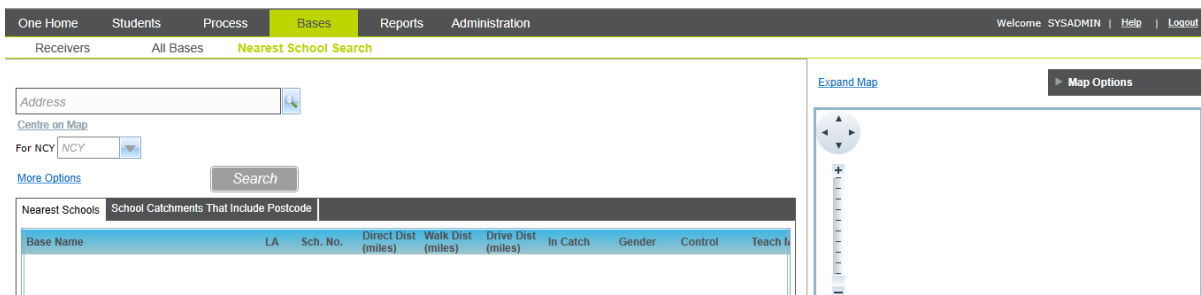 One Home Students Process Bases Reports Administration Welcome SYSADMIN | Help | Logout
Receivers All Bases Nearest School Search
Expand Map Map Options
Address
Centre on Map
For NCY NCY
More Options Search
Nearest Schools School Catchments That Include Postcode
Base Name LA Sch. No. Direct Dist (miles) Walk Dist (miles) Drive Dist (miles) In Catch Gender Control Teach